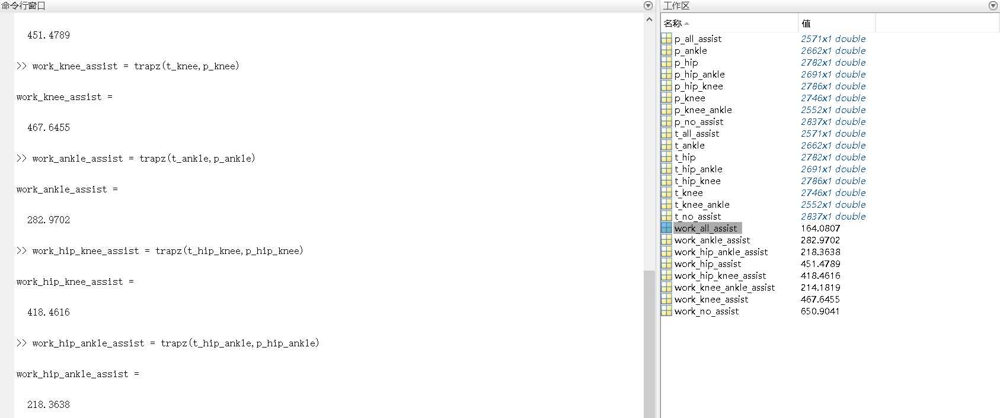 命令行窗口
451.4789
>> work_knee_assist = trapz(t_knee,p_knee)
work_knee_assist =
467.6455
>> work_ankle_assist = trapz(t_ankle,p_ankle)
work_ankle_assist =
282.9702
>> work_hip_knee_assist = trapz(t_hip_knee,p_hip_knee)
work_hip_knee_assist =
418.4616
>> work_hip_ankle_assist = trapz(t_hip_ankle,p_hip_ankle)
work_hip_ankle_assist =
218.3638
工作区
名称 值
p_all_assist 2571x1 double
p_ankle 2662x1 double
p_hip 2782x1 double
p_hip_ankle 2691x1 double
p_hip_knee 2786x1 double
p_knee 2746x1 double
p_knee_ankle 2552x1 double
p_no_assist 2837x1 double
t_all_assist 2571x1 double
t_ankle 2662x1 double
t_hip 2782x1 double
t_hip_ankle 2691x1 double
t_hip_knee 2786x1 double
t_knee 2746x1 double
t_knee_ankle 2552x1 double
t_no_assist 2837x1 double
work_all_assist 164.0807
work_ankle_assist 282.9702
work_hip_ankle_assist 218.3638
work_hip_assist 451.4789
work_hip_knee_assist 418.4616
work_knee_ankle_assist 214.1819
work_knee_assist 467.6455
work_no_assist 650.9041